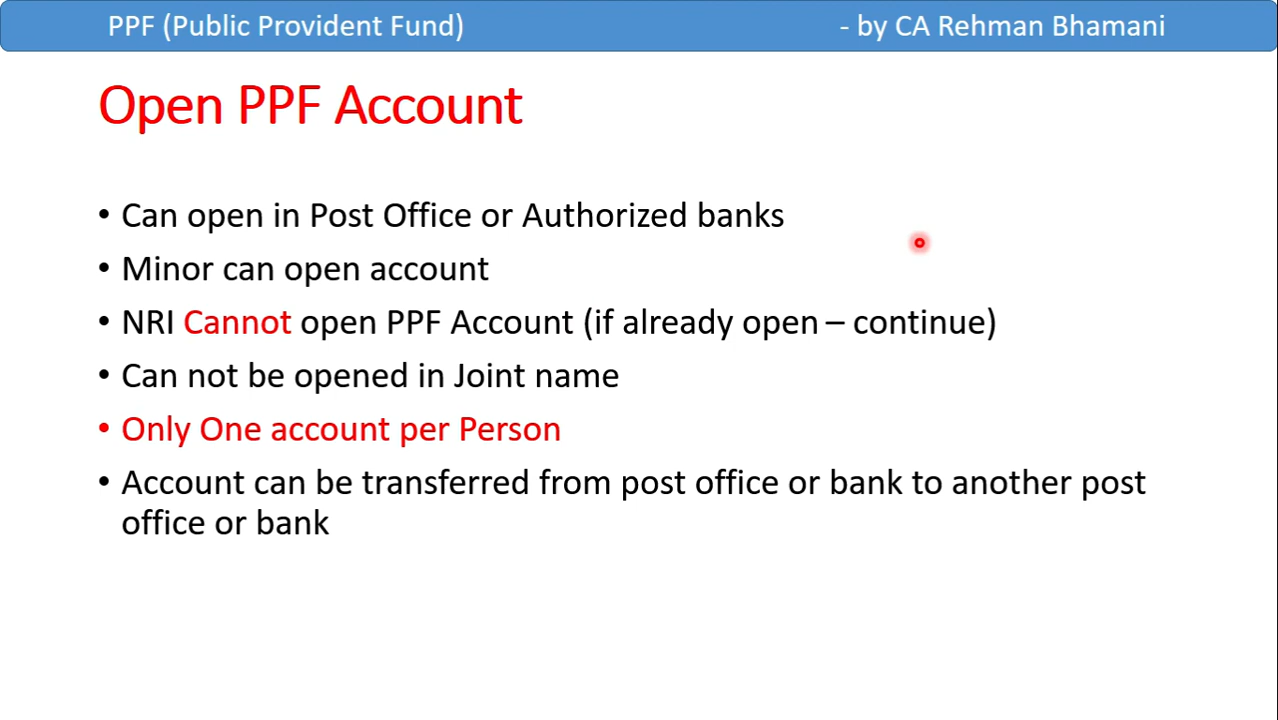 PPF (Public Provident Fund) - by CA Rehman Bhamani
Open PPF Account
• Can open in Post Office or Authorized banks
• Minor can open account
• NRI Cannot open PPF Account (if already open – continue)
• Can not be opened in Joint name
• Only One account per Person
• Account can be transferred from post office or bank to another post
office or bank